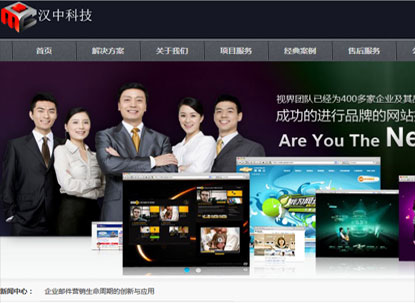 汉中科技
首页 解决方案 关于我们 项目服务 经典案例 售后服务
视界团队已经为400多家企业及其
成功的进行品牌的网站
Are You The Ne
新闻中心： 企业邮件营销生命周期的创新与应用